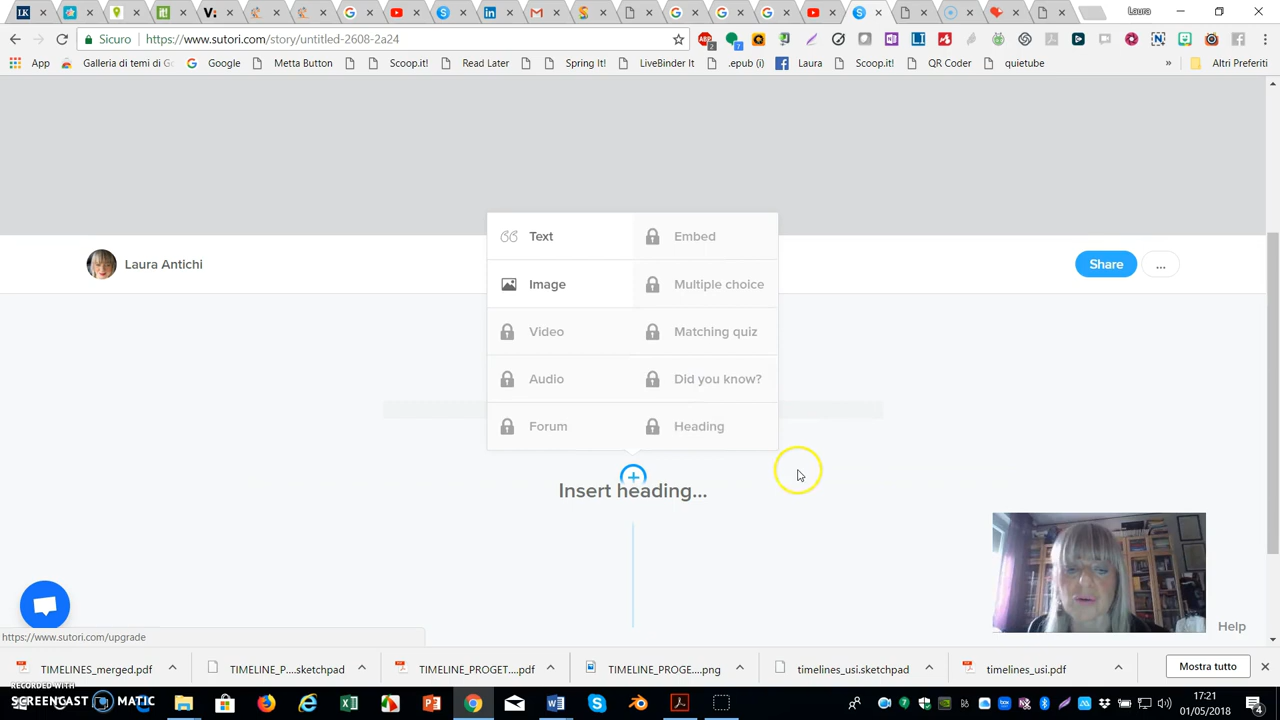 Laura
Sicuro
https://www.sutori.com/story/untitled-2608-2a24
App
Galleria di temi di G
Google
Metta Button
Scoop.it!
Read Later
Spring It!
LiveBinder It
.epub (i)
Laura
Scoop.it!
QR Coder
quietube
»
Altri Preferiti
Laura Antichi
Share
...
Text
Embed
Image
Multiple choice
Video
Matching quiz
Audio
Did you know?
Forum
Heading
Insert heading...
Help
https://www.sutori.com/upgrade
TIMELINES_merged.pdf
TIMELINE_P....sketchpad
TIMELINE_PROGET....pdf
TIMELINE_PROGE....png
timelines_usi.sketchpad
timelines_usi.pdf
Mostra tutto
RECORDED WITH
SCREENCAST MATIC
17:21
01/05/2018